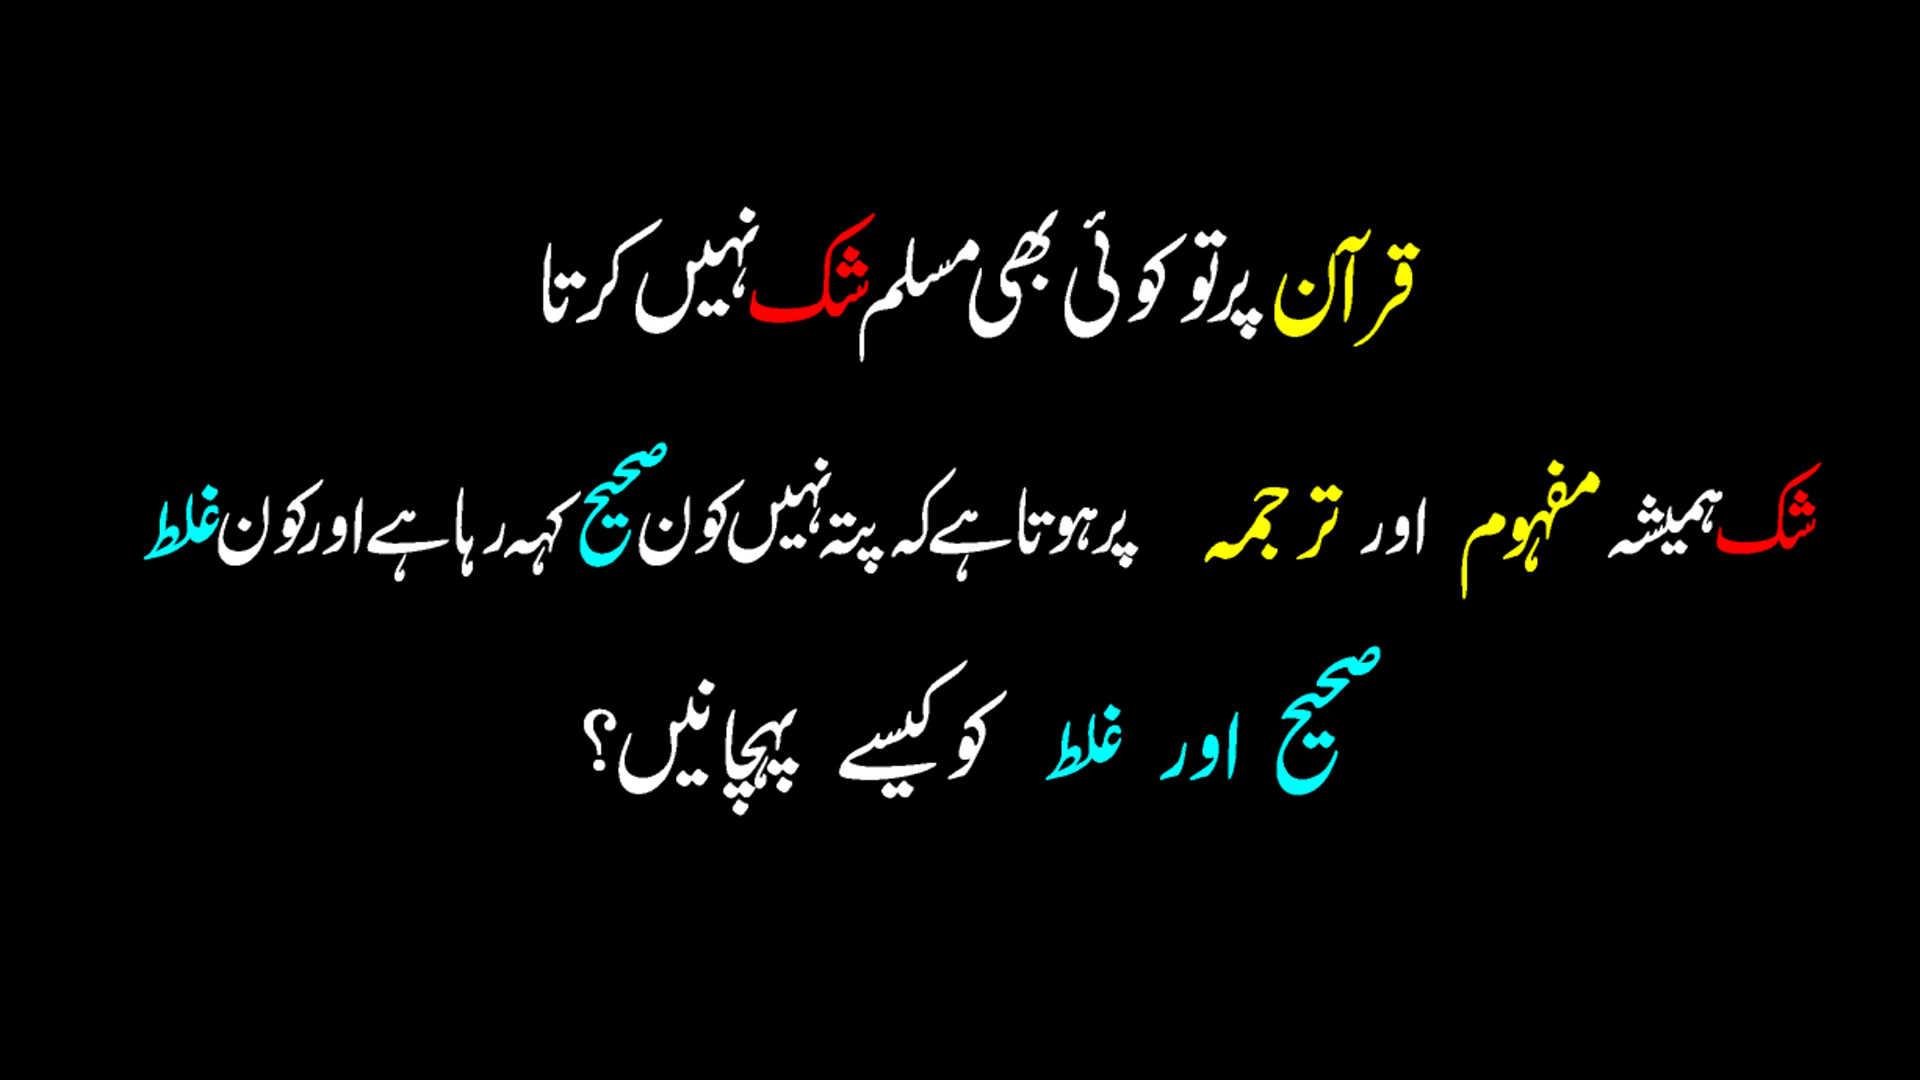 قرآن پر تو کوئی بھی مسلم شک نہیں کرتا
شک ہمیشہ مفہوم اور ترجمہ پر ہوتا ہے کہ پتہ نہیں کون صحیح کہہ رہا ہے اور کون غلط
صحیح اور غلط کو کیسے پہچانیں؟